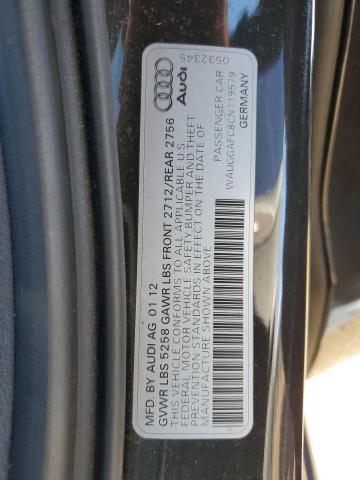 MFD. BY AUDI AG 01 12
GVWR LBS 5258 GAWR LBS FRONT 2712/REAR 2756
THIS VEHICLE CONFORMS TO ALL APPLICABLE U S
FEDERAL MOTOR VEHICLE SAFETY BUMPER AND THEFT
PREVENTION STANDARDS IN EFFECT ON THE DATE OF
MANUFACTURE SHOWN ABOVE.
Audi
0532345
PASSENGER CAR
WAUGGAFC8CN119579
GERMANY